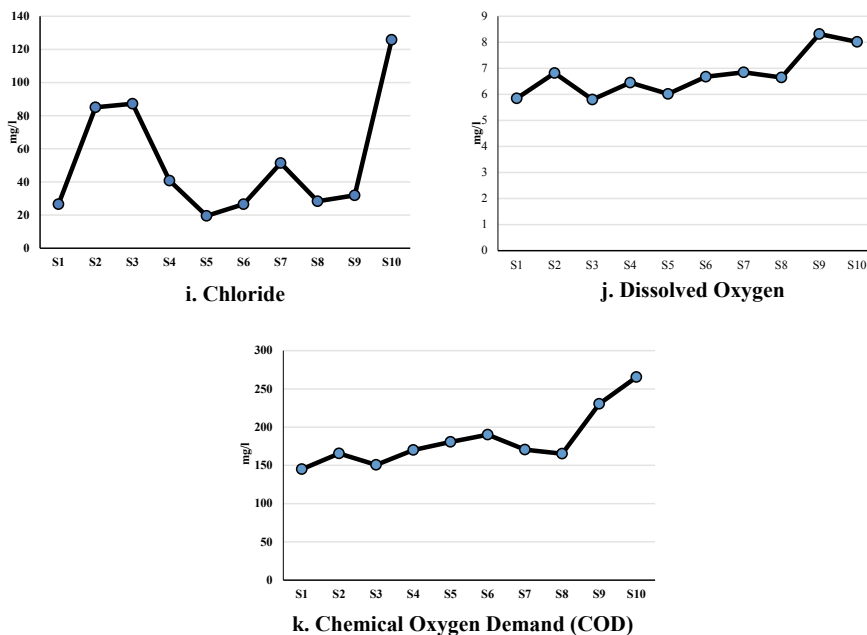 140
120
100
80
60
40
20
0
mg/l
S1 S2 S3 S4 S5 S6 S7 S8 S9 S10
i. Chloride
9
8
7
6
5
4
3
2
1
0
mg/l
S1 S2 S3 S4 S5 S6 S7 S8 S9 S10
j. Dissolved Oxygen
300
250
200
150
100
50
0
mg/l
S1 S2 S3 S4 S5 S6 S7 S8 S9 S10
k. Chemical Oxygen Demand (COD)